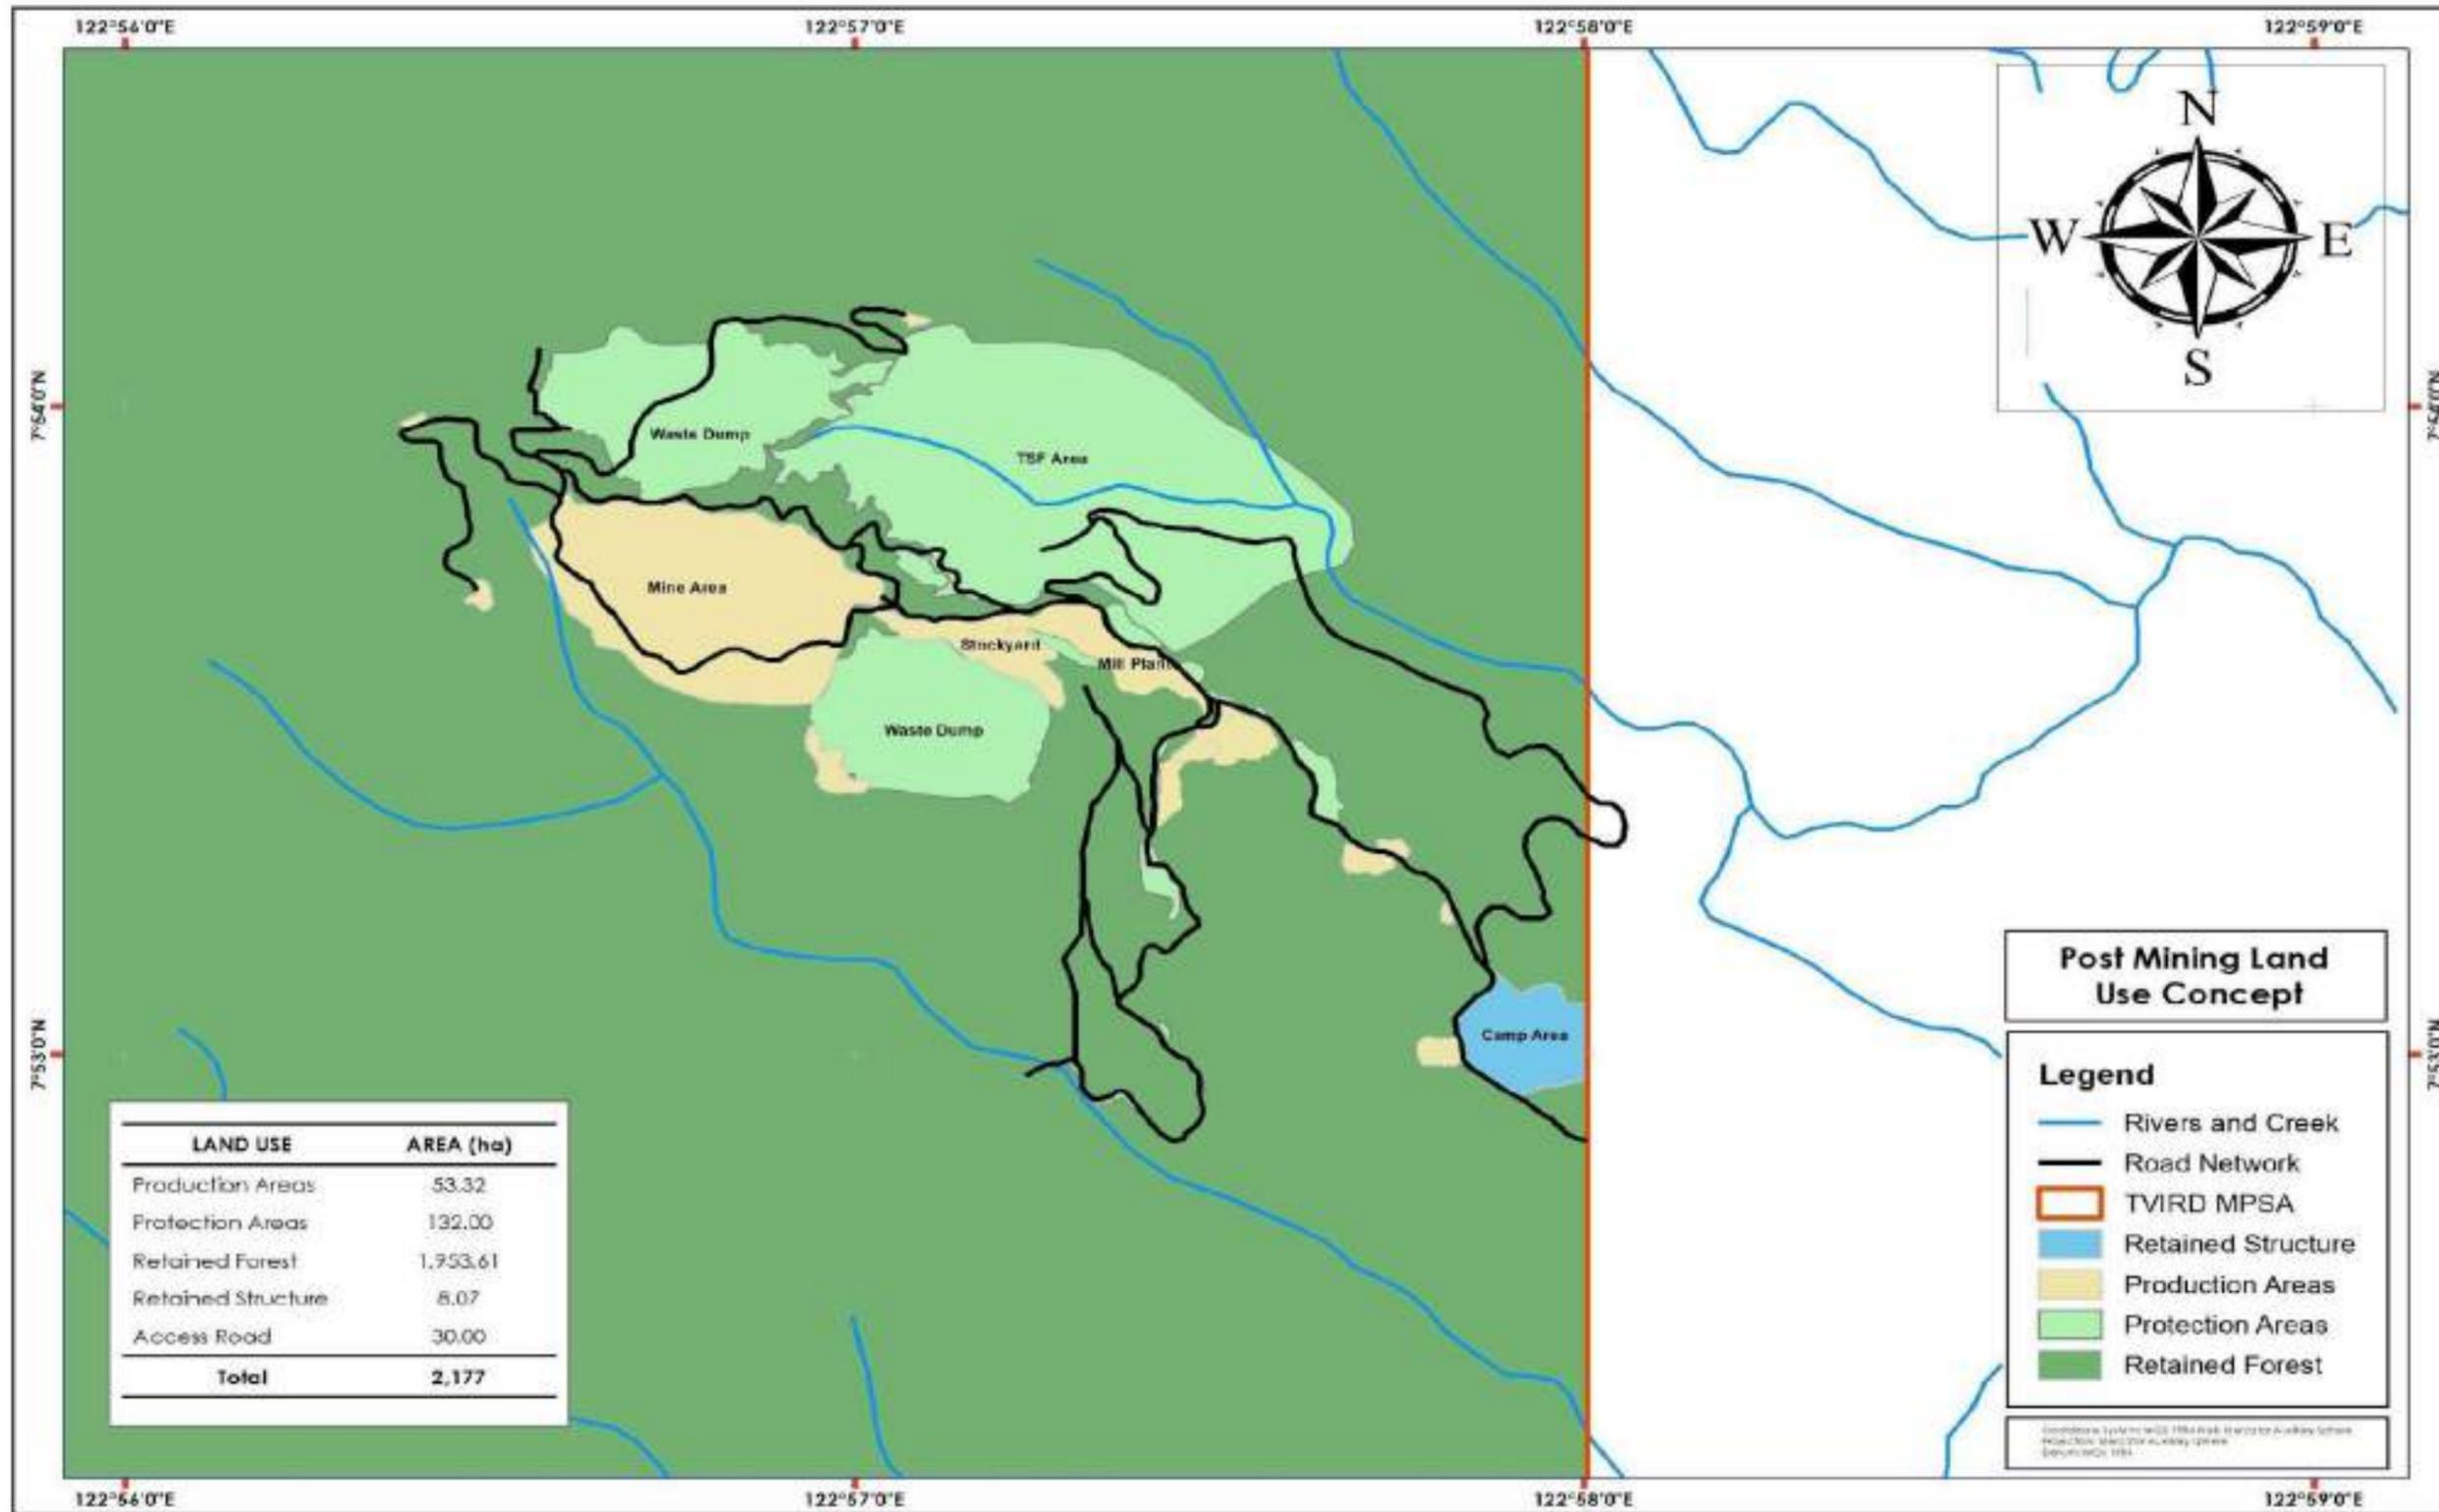 122°56'0"E 122°57'0"E 122°58'0"E 122°59'0"E
N
W E
S
7°54'0"N
Waste Dump
TSF Area
Mine Area
Stockyard
Mill Plant
Waste Dump
Camp Area
7°53'0"N
LAND USE AREA (ha)
Production Areas 53.32
Protection Areas 132.00
Retained Forest 1,953.61
Retained Structure 8.07
Access Road 30.00
Total 2,177
Post Mining Land
Use Concept
Legend
Rivers and Creek
Road Network
TVIRD MPSA
Retained Structure
Production Areas
Protection Areas
Retained Forest
122°56'0"E 122°57'0"E 122°58'0"E 122°59'0"E